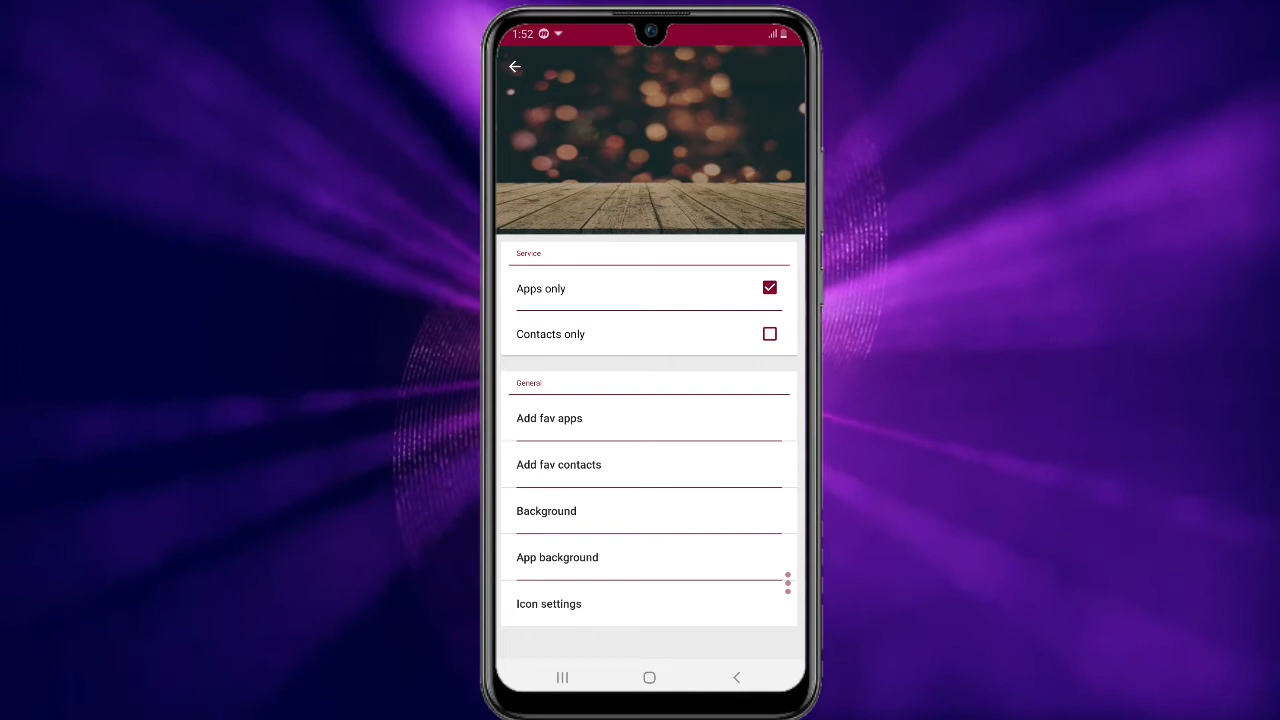 1:52
Service
Apps only
Contacts only
General
Add fav apps
Add fav contacts
Background
App background
Icon settings